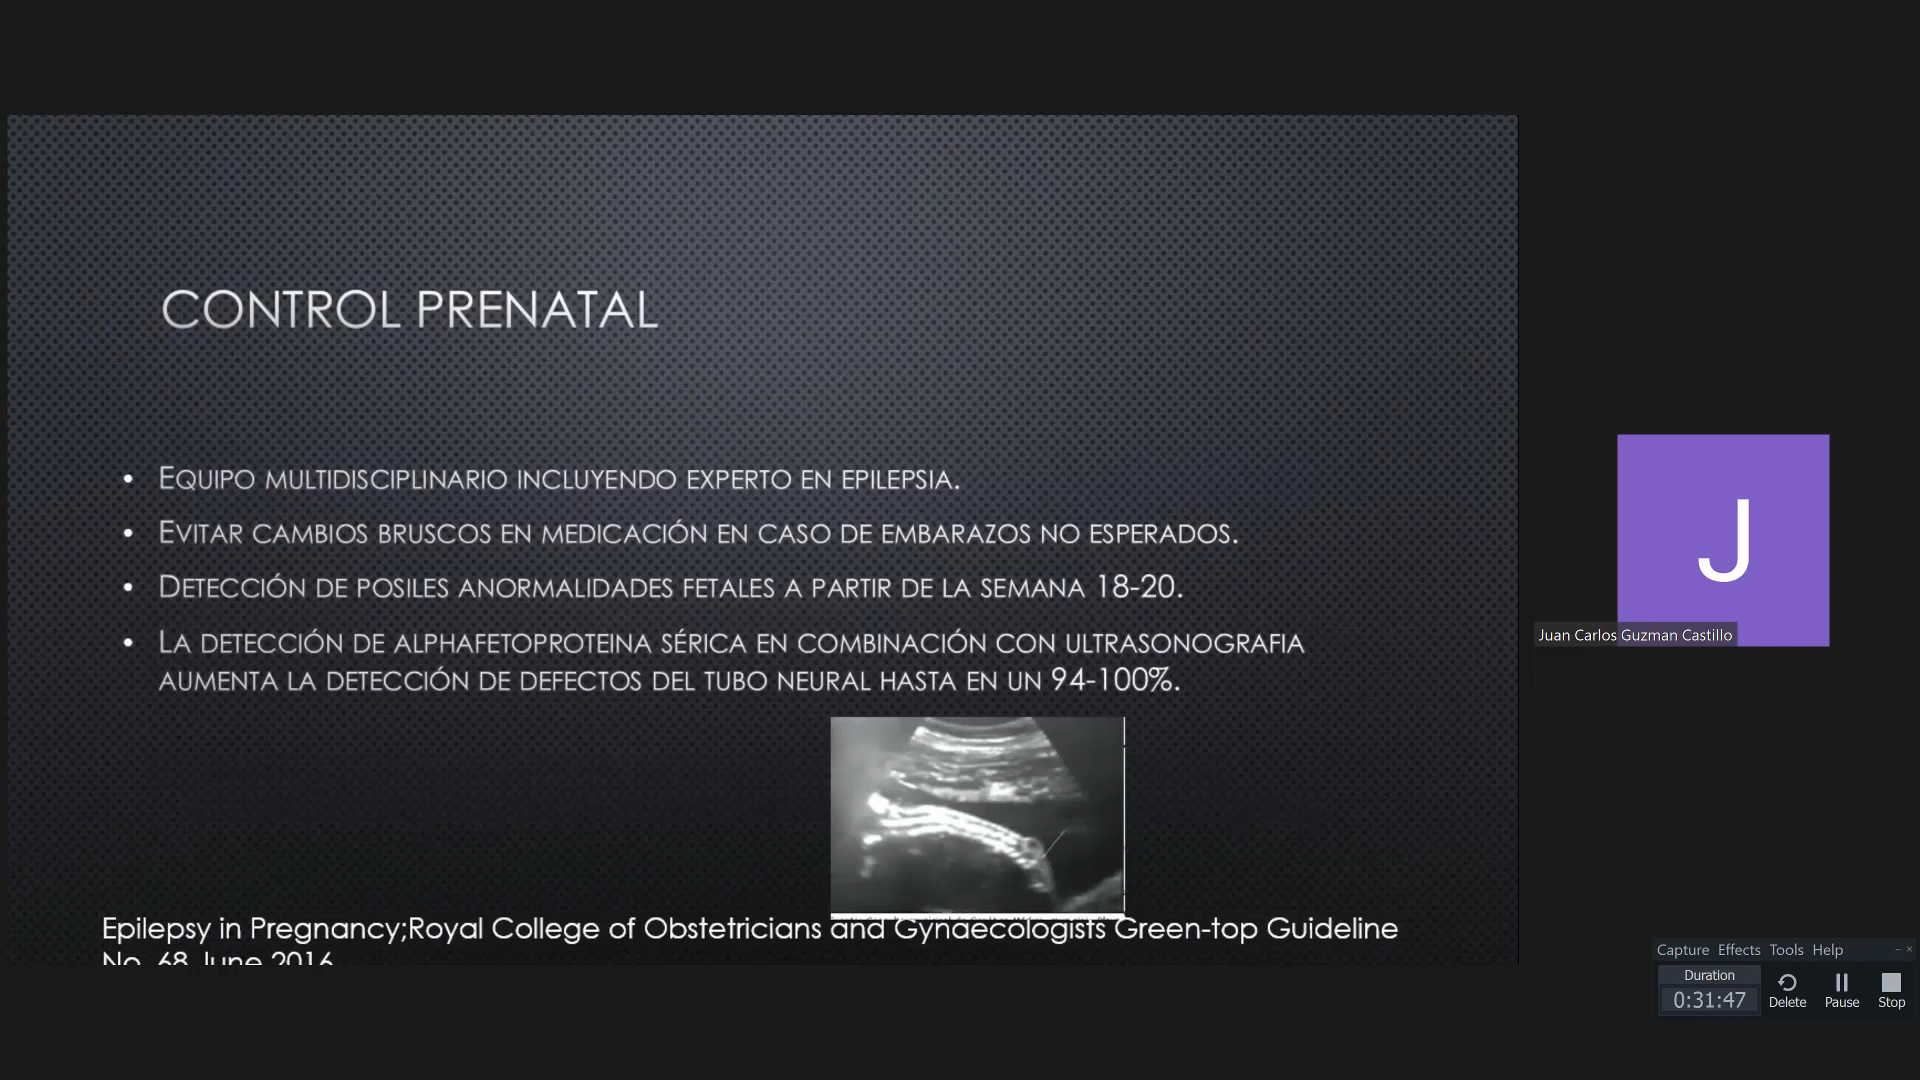 CONTROL PRENATAL
• EQUIPO MULTIDISCIPLINARIO INCLUYENDO EXPERTO EN EPILEPSIA.
• EVITAR CAMBIOS BRUSCOS EN MEDICACIÓN EN CASO DE EMBARAZOS NO ESPERADOS.
• DETECCIÓN DE POSILES ANORMALIDADES FETALES A PARTIR DE LA SEMANA 18-20.
• LA DETECCIÓN DE ALPHAFETOPROTEINA SÉRICA EN COMBINACIÓN CON ULTRASONOGRAFIA
AUMENTA LA DETECCIÓN DE DEFECTOS DEL TUBO NEURAL HASTA EN UN 94-100%.
Epilepsy in Pregnancy;Royal College of Obstetricians and Gynaecologists Green-top Guideline
No. 68 June 2016
J
Juan Carlos Guzman Castillo
Capture Effects Tools Help
Duration
0:31:47
Delete Pause Stop